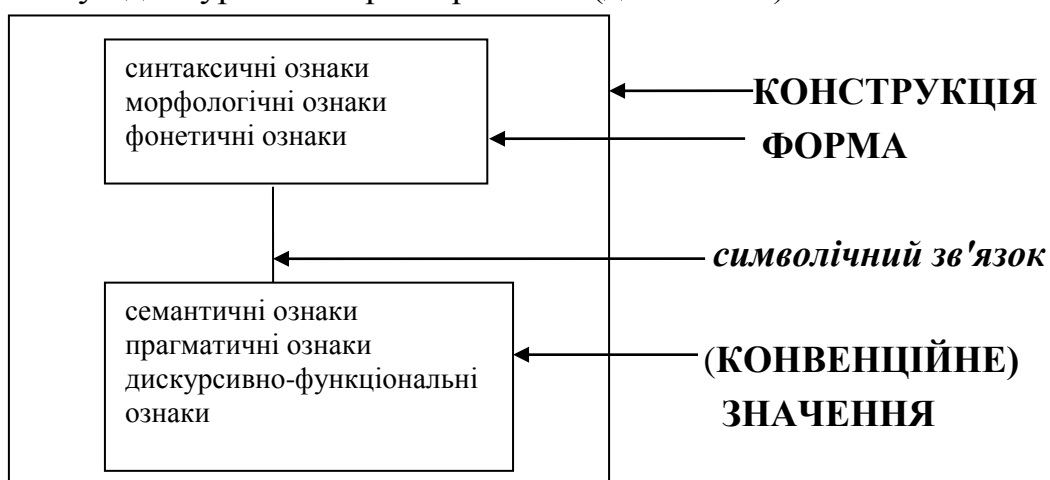 синтаксичні ознаки
морфологічні ознаки
фонетичні ознаки
КОНСТРУКЦІЯ
ФОРМА
символічний зв'язок
семантичні ознаки
прагматичні ознаки
дискурсивно-функціональні
ознаки
(КОНВЕНЦІЙНЕ)
ЗНАЧЕННЯ